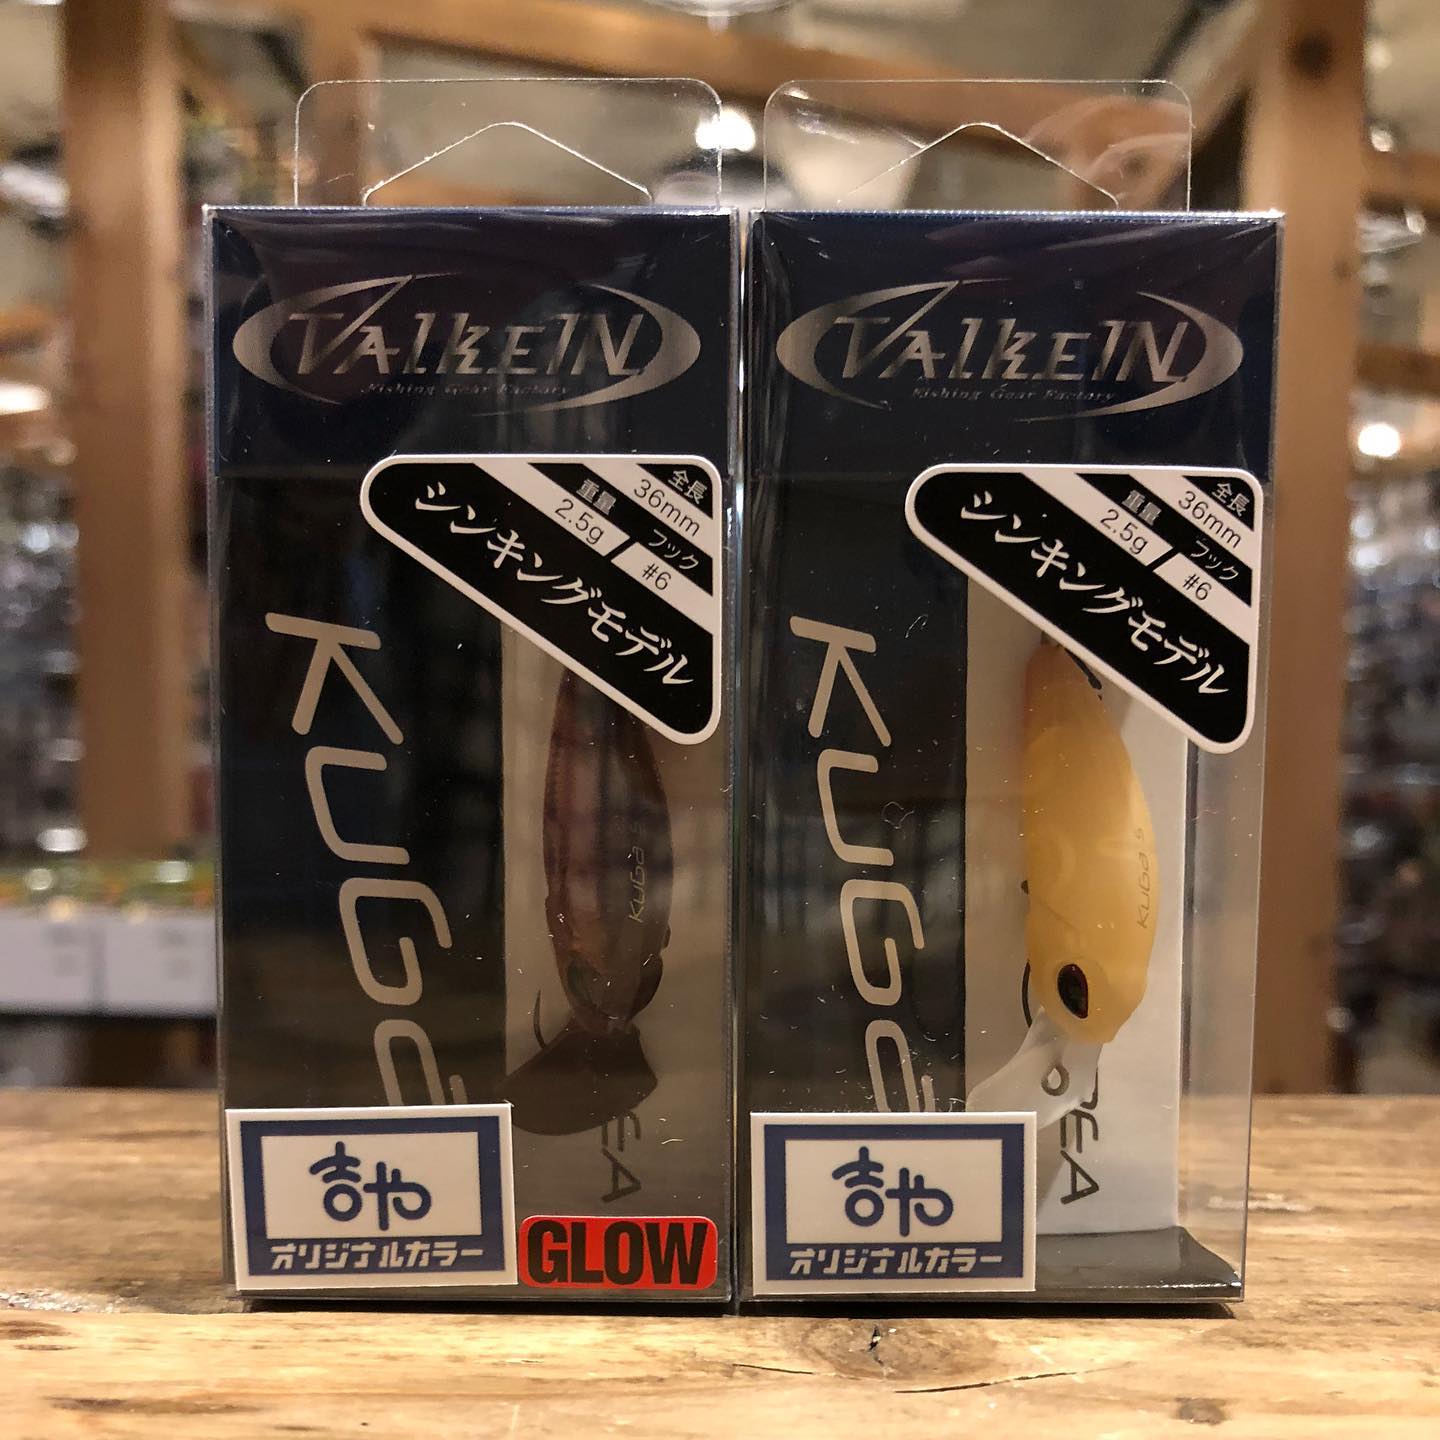 ValkeIN
Fishing Gear Factory
全長
36mm
重量
2.5g
フック
#6
シンキングモデル
KuGa
KuGa S
DEA
吉や
オリジナルカラー
GLOW
ValkeIN
Fishing Gear Factory
全長
36mm
重量
2.5g
フック
#6
シンキングモデル
KuGa
KuGa S
DEA
吉や
オリジナルカラー